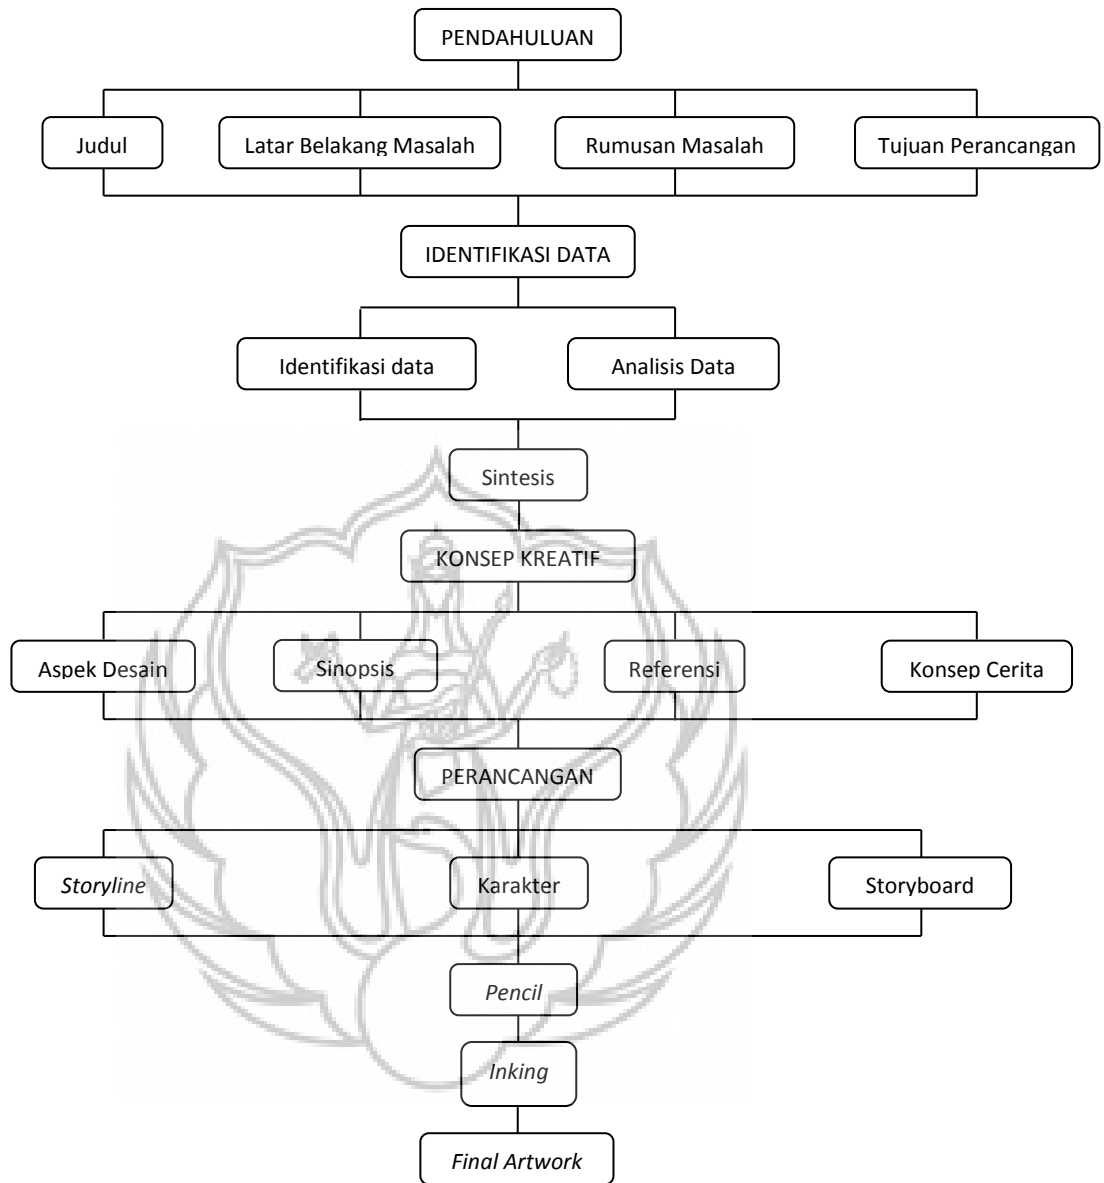 PENDAHULUAN
Judul
Latar Belakang Masalah
Rumusan Masalah
Tujuan Perancangan
IDENTIFIKASI DATA
Identifikasi data
Analisis Data
Sintesis
KONSEP KREATIF
Aspek Desain
Sinopsis
Referensi
Konsep Cerita
PERANCANGAN
Storyline
Karakter
Storyboard
Pencil
Inking
Final Artwork